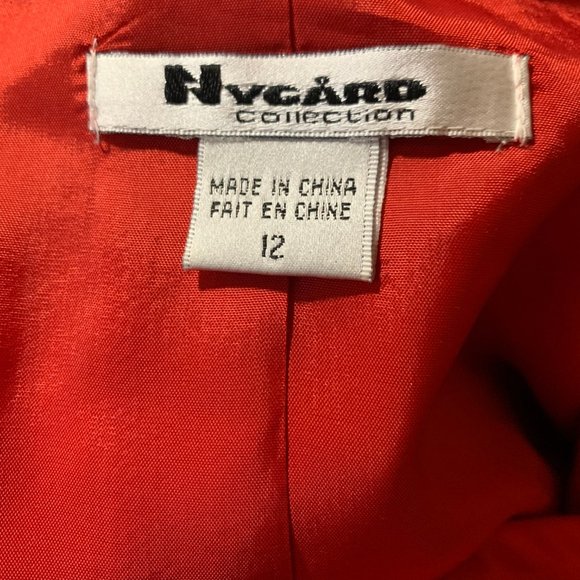 NYGÅRD
Collection
MADE IN CHINA
FAIT EN CHINE
12